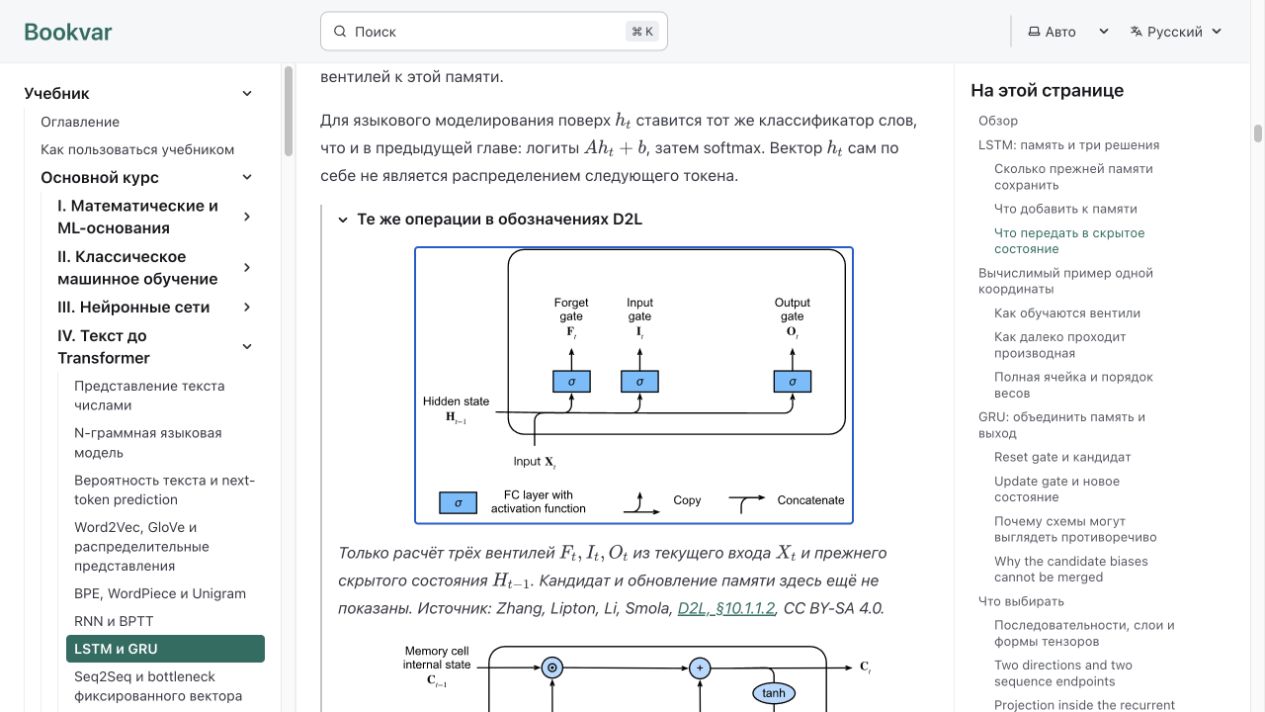 Bookvar
Поиск
⌘ K
Авто
Русский
Учебник
Оглавление
Как пользоваться учебником
Основной курс
I. Математические и
ML-основания
II. Классическое
машинное обучение
III. Нейронные сети
IV. Текст до
Transformer
Представление текста
числами
N-граммная языковая
модель
Вероятность текста и next-
token prediction
Word2Vec, GloVe и
распределительные
представления
BPE, WordPiece и Unigram
RNN и BPTT
LSTM и GRU
Seq2Seq и bottleneck
фиксированного вектора
вентилей к этой памяти.
Для языкового моделирования поверх h_t ставится тот же классификатор слов,
что и в предыдущей главе: логиты Ah_t + b, затем softmax. Вектор h_t сам по
себе не является распределением следующего токена.
Те же операции в обозначениях D2L
Forget
gate
F_t
Input
gate
I_t
Output
gate
O_t
σ
σ
σ
Hidden state
H_{t-1}
Input X_t
σ
FC layer with
activation function
Copy
Concatenate
Только расчёт трёх вентилей F_t, I_t, O_t из текущего входа X_t и прежнего
скрытого состояния H_{t−1}. Кандидат и обновление памяти здесь ещё не
показаны. Источник: Zhang, Lipton, Li, Smola, D2L, §10.1.1.2, CC BY-SA 4.0.
Memory cell
internal state
C_{t-1}
+
C_t
tanh
На этой странице
Обзор
LSTM: память и три решения
Сколько прежней памяти
сохранить
Что добавить к памяти
Что передать в скрытое
состояние
Вычислимый пример одной
координаты
Как обучаются вентили
Как далеко проходит
производная
Полная ячейка и порядок
весов
GRU: объединить память и
выход
Reset gate и кандидат
Update gate и новое
состояние
Почему схемы могут
выглядеть противоречиво
Why the candidate biases
cannot be merged
Что выбирать
Последовательности, слои и
формы тензоров
Two directions and two
sequence endpoints
Projection inside the recurrent